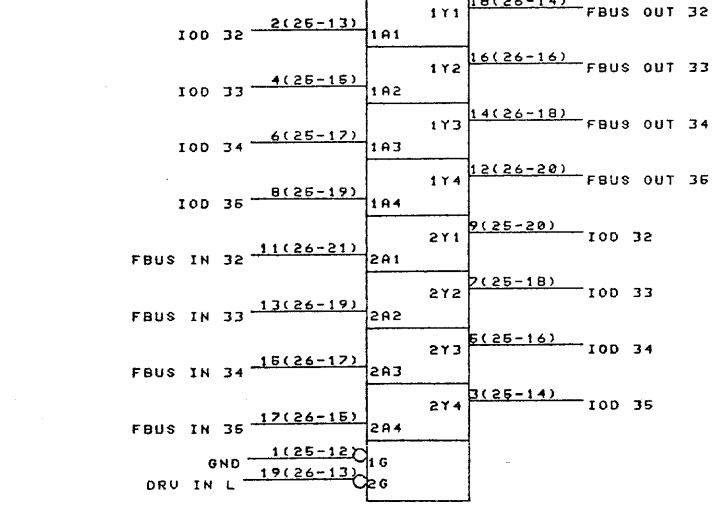 1Y1 18(26-14) FBUS OUT 32
IOD 32 2(25-13) 1A1
1Y2 16(26-16) FBUS OUT 33
IOD 33 4(25-15) 1A2
1Y3 14(26-18) FBUS OUT 34
IOD 34 6(25-17) 1A3
1Y4 12(26-20) FBUS OUT 35
IOD 35 8(25-19) 1A4
2Y1 9(25-20) IOD 32
FBUS IN 32 11(26-21) 2A1
2Y2 7(25-18) IOD 33
FBUS IN 33 13(26-19) 2A2
2Y3 5(25-16) IOD 34
FBUS IN 34 15(26-17) 2A3
2Y4 3(25-14) IOD 35
FBUS IN 35 17(26-15) 2A4
GND 1(25-12) 1G
DRV IN L 19(26-13) 2G